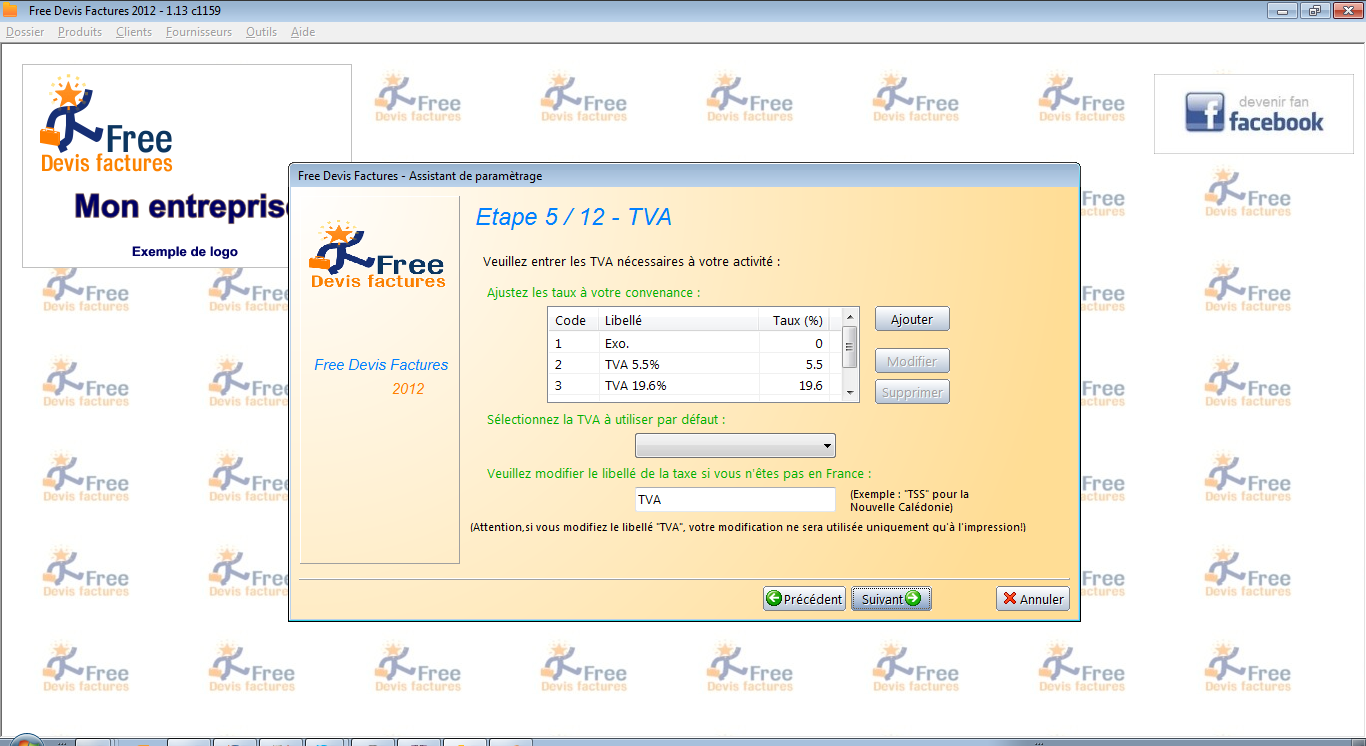 Free Devis Factures 2012 - 1.13 c1159
Dossier Produits Clients Fournisseurs Outils Aide
Free
Devis factures
Mon entreprise
Exemple de logo
devenir fan
facebook
Free Devis Factures - Assistant de paramètrage
Free
Devis factures
Free Devis Factures
2012
Etape 5 / 12 - TVA
Veuillez entrer les TVA nécessaires à votre activité :
Ajustez les taux à votre convenance :
Code Libellé Taux (%)
1 Exo. 0
2 TVA 5.5% 5.5
3 TVA 19.6% 19.6
Ajouter
Modifier
Supprimer
Sélectionnez la TVA à utiliser par défaut :
Veuillez modifier le libellé de la taxe si vous n'êtes pas en France :
TVA
(Exemple : "TSS" pour la
Nouvelle Calédonie)
(Attention,si vous modifiez le libellé "TVA", votre modification ne sera utilisée uniquement qu'à l'impression!)
Précédent Suivant Annuler